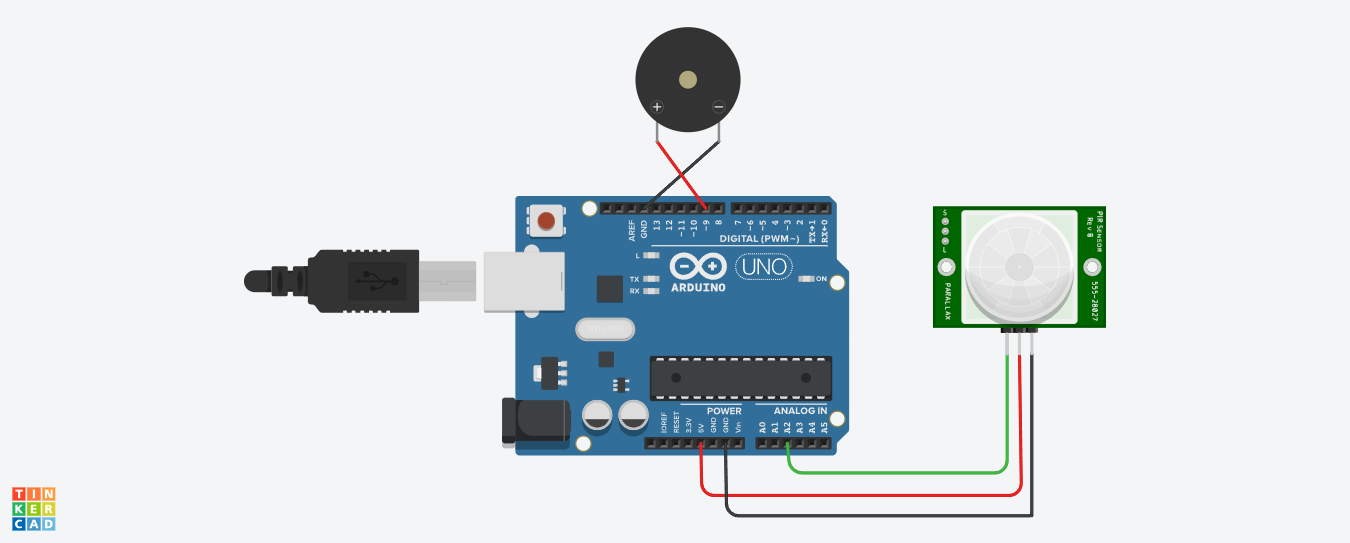 + −
AREF
GND
13
12
~11
~10
~9
8
7
~6
~5
4
~3
2
TX→1
RX←0
DIGITAL (PWM~)
L
TX
RX
ARDUINO
UNO
ON
POWER
ANALOG IN
IOREF
RESET
3.3V
5V
GND
GND
Vin
A0
A1
A2
A3
A4
A5
S
L
PARALLAX
PIR Sensor
Rev B
555-28027
TIN
KER
CAD